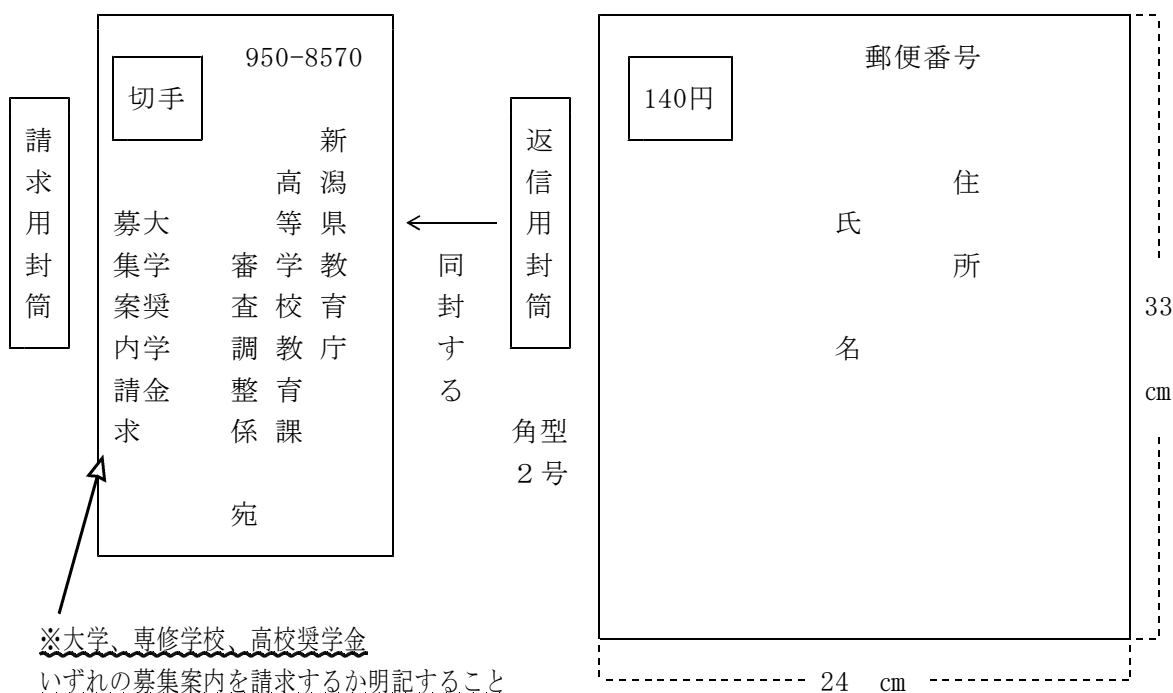 請求用封筒
950-8570
切手
新潟県教育庁
高等学校教育課
審査調整係 宛
大学奨学金
募集案内請求
同封する
返信用封筒
角型
2号
郵便番号
140円
住所
氏名
33 cm
24 cm
※大学、専修学校、高校奨学金
いずれの募集案内を請求するか明記すること